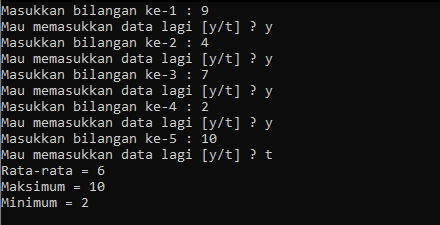 Masukkan bilangan ke-1 : 9
Mau memasukkan data lagi [y/t] ? y
Masukkan bilangan ke-2 : 4
Mau memasukkan data lagi [y/t] ? y
Masukkan bilangan ke-3 : 7
Mau memasukkan data lagi [y/t] ? y
Masukkan bilangan ke-4 : 2
Mau memasukkan data lagi [y/t] ? y
Masukkan bilangan ke-5 : 10
Mau memasukkan data lagi [y/t] ? t
Rata-rata = 6
Maksimum = 10
Minimum = 2